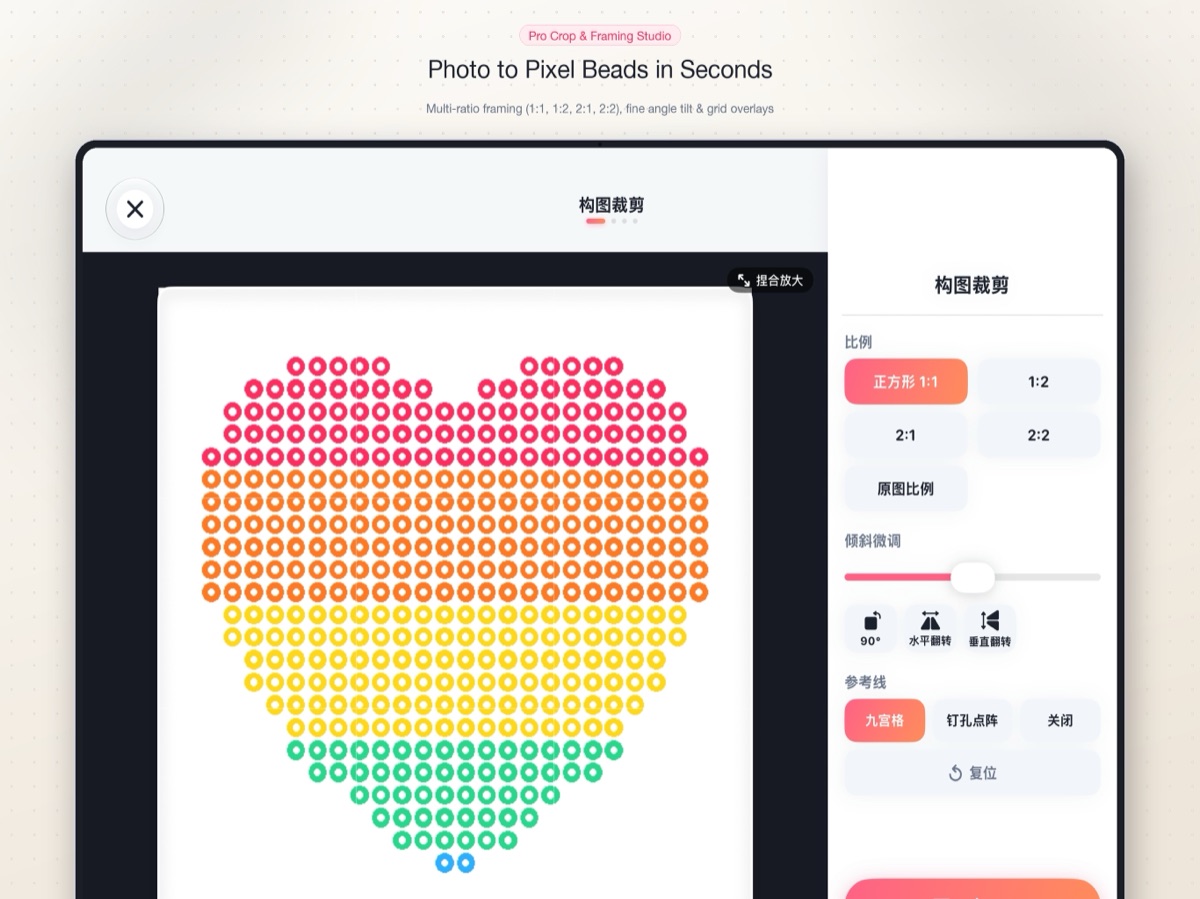 Pro Crop & Framing Studio
Photo to Pixel Beads in Seconds
Multi-ratio framing (1:1, 1:2, 2:1, 2:2), fine angle tilt & grid overlays
构图裁剪
捏合放大
构图裁剪
比例
正方形 1:1
1:2
2:1
2:2
原图比例
倾斜微调
90°
水平翻转
垂直翻转
参考线
九宫格
钉孔点阵
关闭
复位